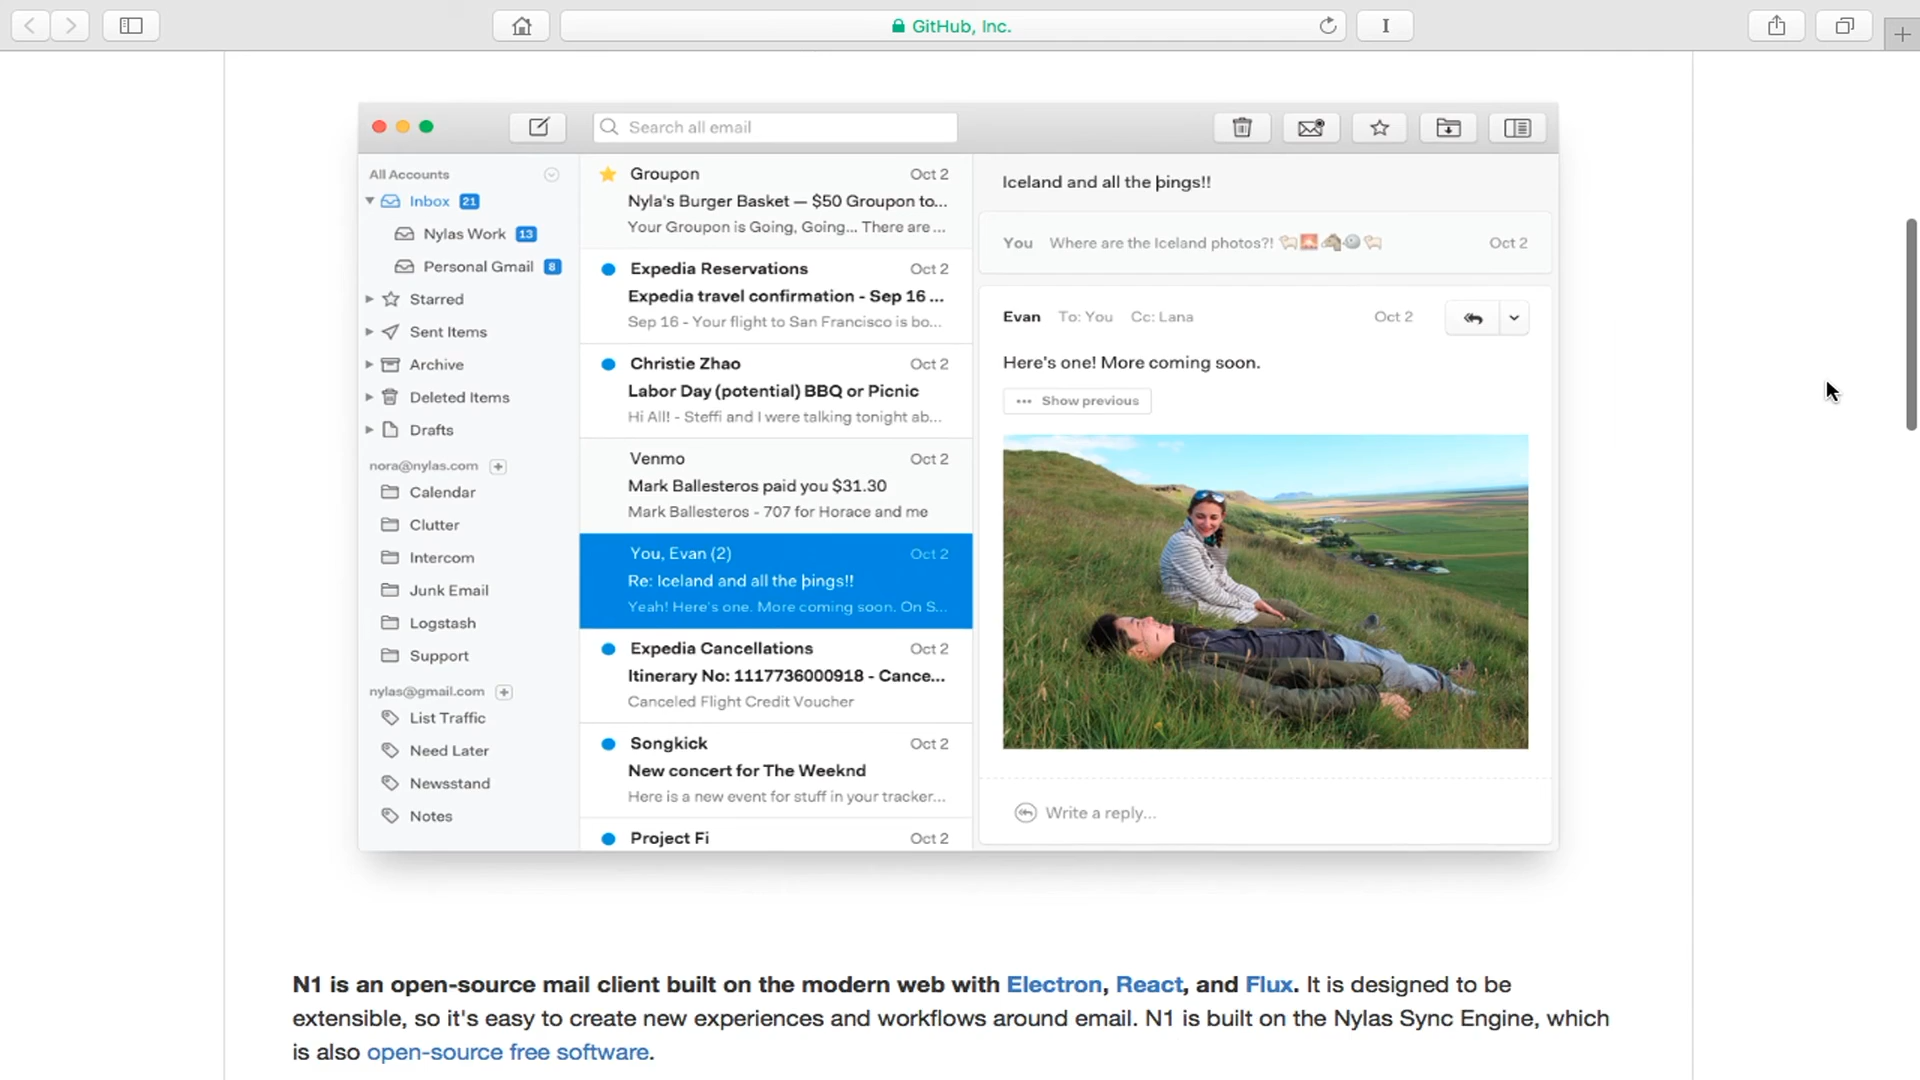 GitHub, Inc.
Search all email
All Accounts
Inbox 21
Nylas Work 13
Personal Gmail 8
Starred
Sent Items
Archive
Deleted Items
Drafts
nora@nylas.com
Calendar
Clutter
Intercom
Junk Email
Logstash
Support
nylas@gmail.com
List Traffic
Need Later
Newsstand
Notes
Groupon Oct 2
Nyla's Burger Basket — $50 Groupon to...
Your Groupon is Going, Going... There are ...
Expedia Reservations Oct 2
Expedia travel confirmation - Sep 16 ...
Sep 16 - Your flight to San Francisco is bo...
Christie Zhao Oct 2
Labor Day (potential) BBQ or Picnic
Hi All! - Steffi and I were talking tonight ab...
Venmo Oct 2
Mark Ballesteros paid you $31.30
Mark Ballesteros - 707 for Horace and me
You, Evan (2) Oct 2
Re: Iceland and all the þings!!
Yeah! Here's one. More coming soon. On S...
Expedia Cancellations Oct 2
Itinerary No: 1117736000918 - Cance...
Canceled Flight Credit Voucher
Songkick Oct 2
New concert for The Weeknd
Here is a new event for stuff in your tracker...
Project Fi Oct 2
Iceland and all the þings!!
You Where are the Iceland photos?! Oct 2
Evan To: You Cc: Lana Oct 2
Here's one! More coming soon.
••• Show previous
Write a reply...
N1 is an open-source mail client built on the modern web with Electron, React, and Flux. It is designed to be
extensible, so it's easy to create new experiences and workflows around email. N1 is built on the Nylas Sync Engine, which
is also open-source free software.